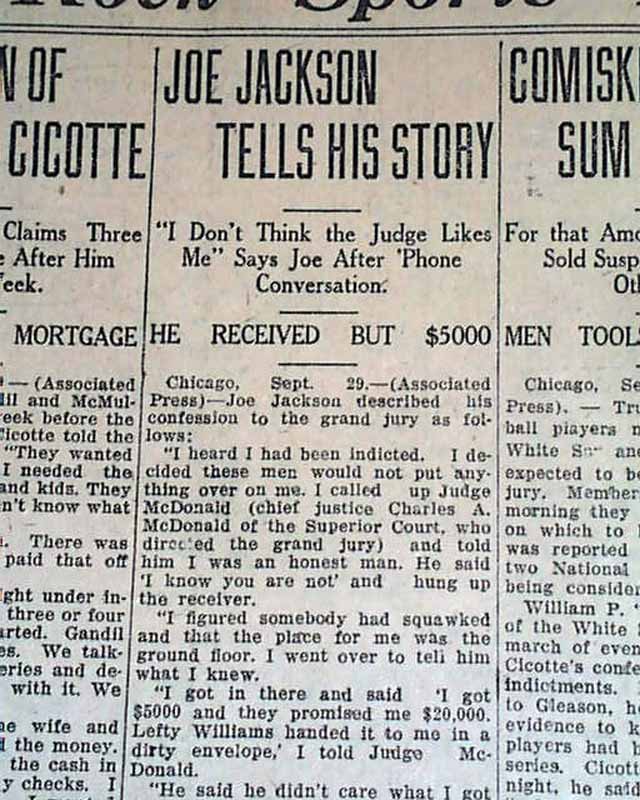 Sports
N OF
CICOTTE
Claims Three
After Him
eek.
MORTGAGE
— (Associated
dil and McMul-
eek before the
Cicotte told the
"They wanted
I needed the
and kids. They
n't know what
There was
paid that off
ght under in-
three or four
arted. Gandil
es. We talk-
eries and de-
with it. We
he wife and
d the money.
the cash in
y checks. I
JOE JACKSON
TELLS HIS STORY
"I Don't Think the Judge Likes
Me" Says Joe After 'Phone
Conversation.
HE RECEIVED BUT $5000
Chicago, Sept. 29.—(Associated
Press)—Joe Jackson described his
confession to the grand jury as fol-
lows:
"I heard I had been indicted. I de-
cided these men would not put any-
thing over on me. I called up Judge
McDonald (chief justice Charles A.
McDonald of the Superior Court, who
directed the grand jury) and told
him I was an honest man. He said
'I know you are not' and hung up
the receiver.
"I figured somebody had squawked
and that the place for me was the
ground floor. I went over to tell him
what I knew.
"I got in there and said 'I got
$5000 and they promised me $20,000.
Lefty Williams handed it to me in a
dirty envelope,' I told Judge Mc-
Donald.
"He said he didn't care what I got
COMISK
SUM
For that Amo
Sold Susp
Ot
MEN TOOLS
Chicago, Se
Press). — Tru
ball players
White and
expected to be
jury. Member
morning they
on which to
was reported
two National
being consider
William P.
of the White
march of even
Cicotte's confe
indictments.
to Gleason, he
evidence to k
players had b
series. Cicott
night, he said